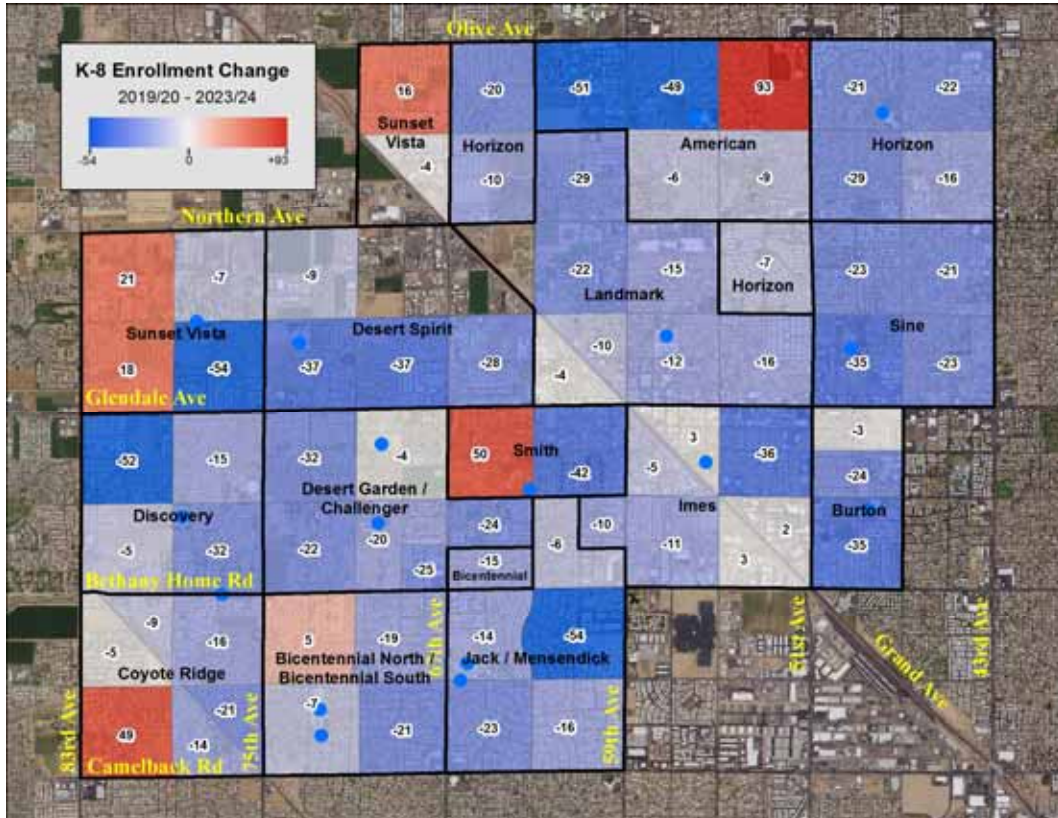 Olive Ave
K-8 Enrollment Change
2019/20 - 2023/24
-54 0 +93
16 -20 -51 -49 93 -21 -22
Sunset
Vista
Horizon American Horizon
-4 -10 -29 -6 -9 -29 -16
Northern Ave
21 -7 -9 -22 -15 -7 -23 -21
Landmark Horizon
Sunset Vista Desert Spirit Sine
18 -54 -37 -37 -28 -4 -10 -12 -16 -35 -23
Glendale Ave
-52 -15 -32 -4 50 -42 -5 3 -36 -3
Smith
-24
Desert Garden /
Challenger
Discovery Imes Burton
-5 -32 -22 -20 -24 -6 -10 -11 3 2 -35
-25 -15
Bicentennial
Bethany Home Rd
-5 -9 -16 5 -19 -14 -54
Coyote Ridge
Bicentennial North /
Bicentennial South
Jack / Mensendick
49 -14 -21 -7 -21 -23 -16
Camelback Rd
83rd Ave
75th Ave
67th Ave
59th Ave
51st Ave
Grand Ave
43rd Ave